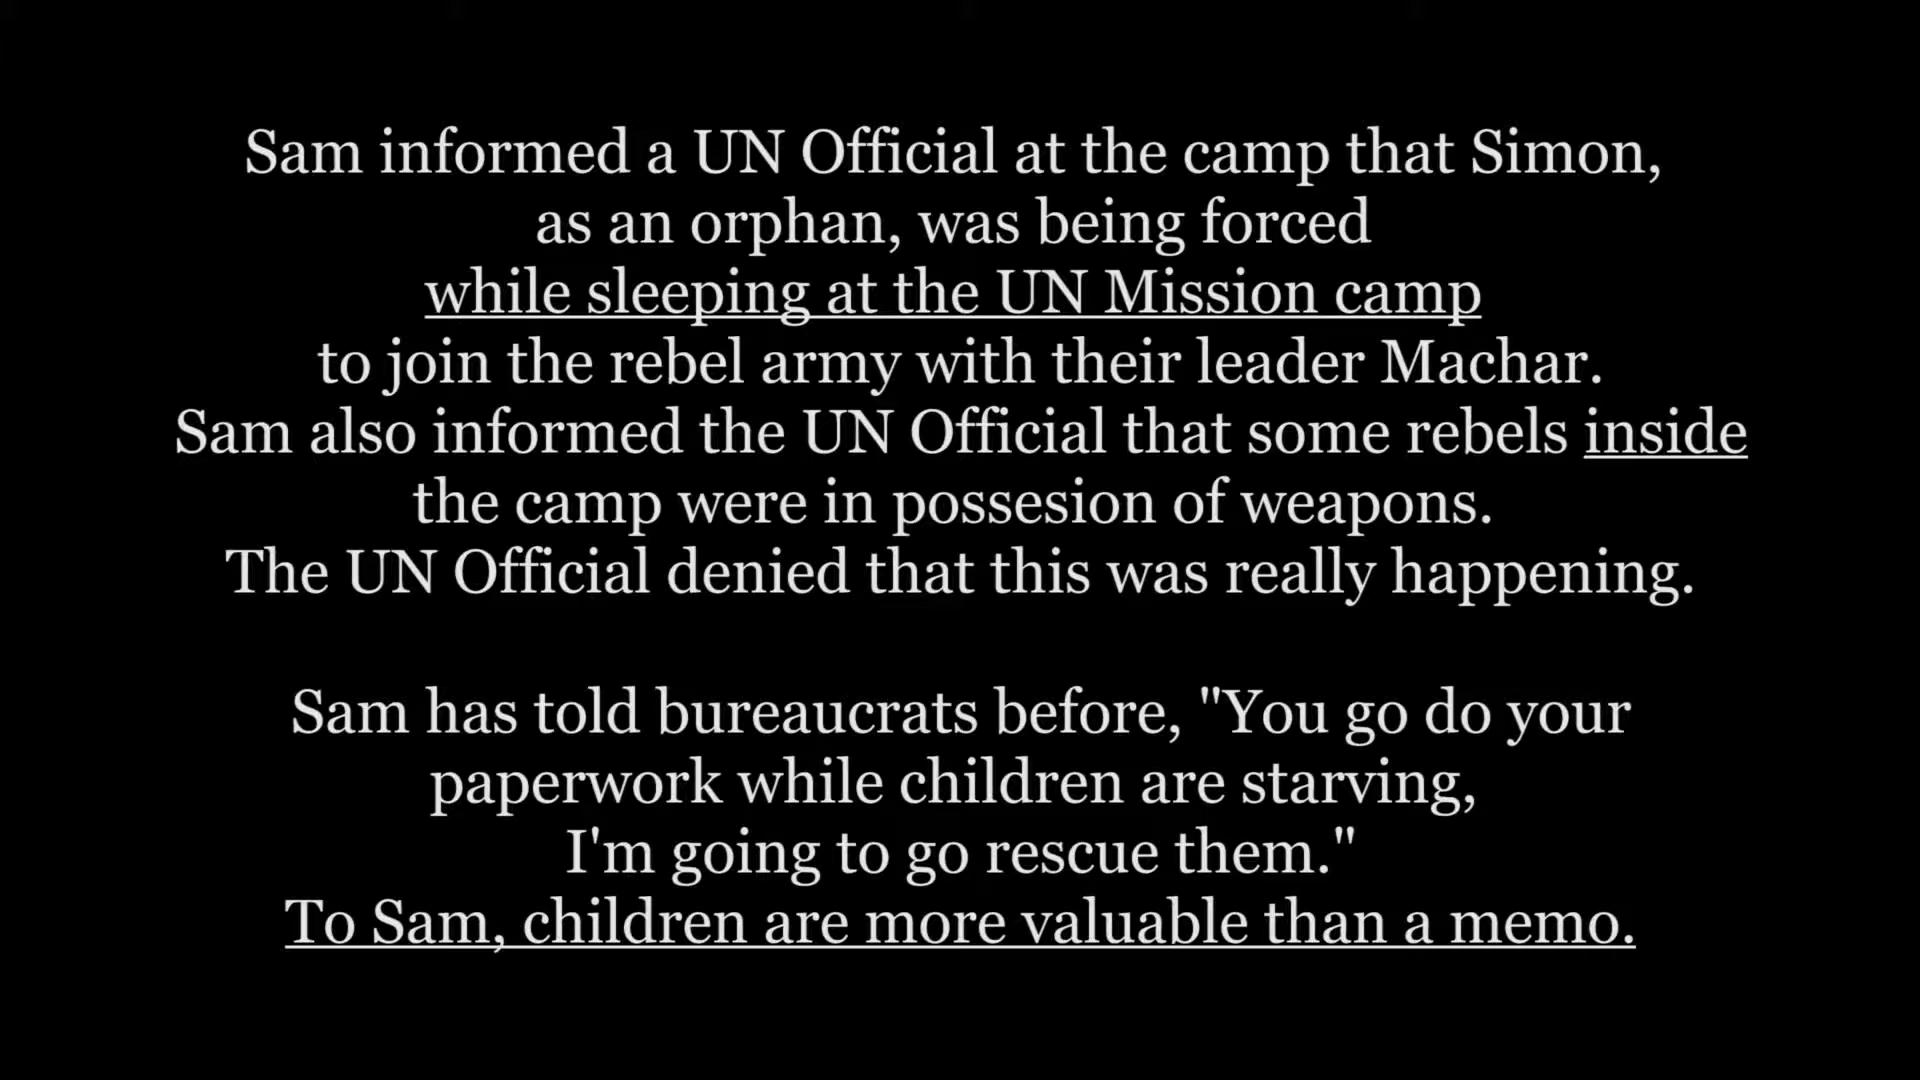 Sam informed a UN Official at the camp that Simon,
as an orphan, was being forced
while sleeping at the UN Mission camp
to join the rebel army with their leader Machar.
Sam also informed the UN Official that some rebels inside
the camp were in possesion of weapons.
The UN Official denied that this was really happening.
Sam has told bureaucrats before, "You go do your
paperwork while children are starving,
I'm going to go rescue them."
To Sam, children are more valuable than a memo.